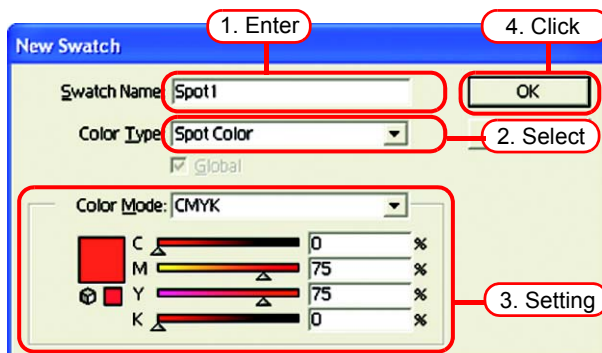 1. Enter
4. Click
New Swatch
Swatch Name: Spot1
OK
Color Type: Spot Color
2. Select
Global
Color Mode: CMYK
C 0 %
M 75 %
Y 75 %
K 0 %
3. Setting